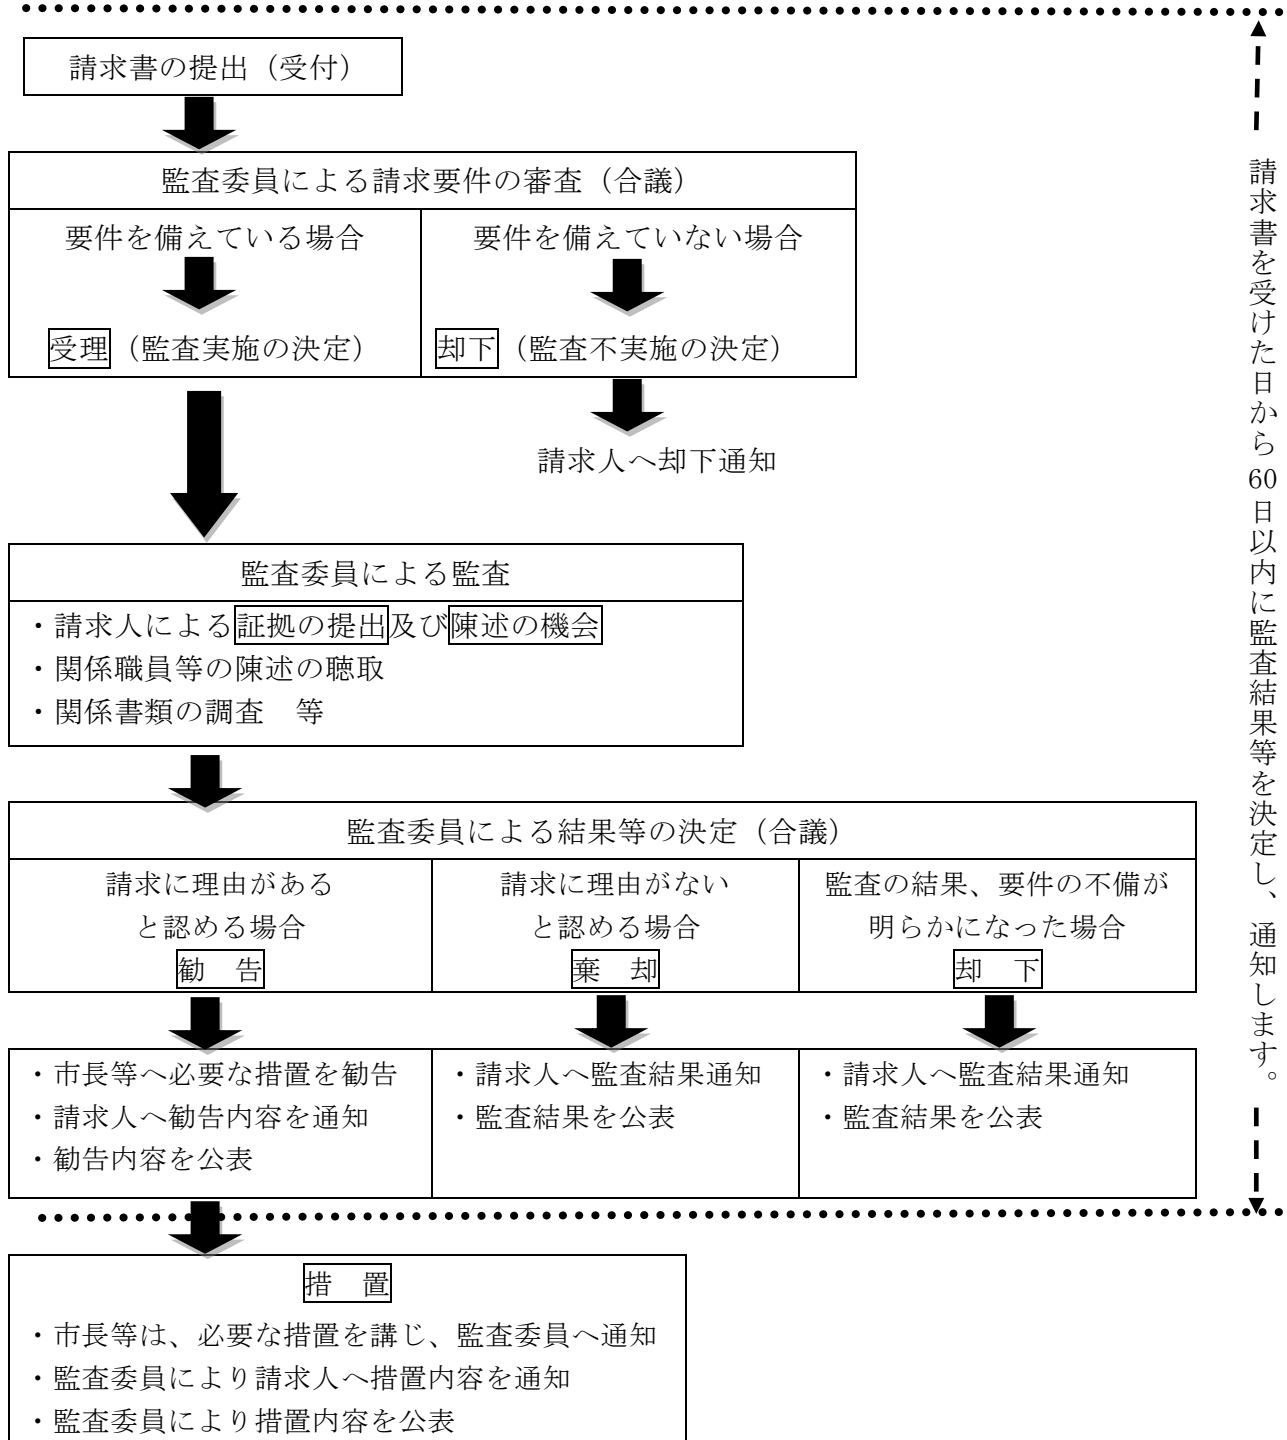 請求書の提出（受付）
監査委員による請求要件の審査（合議）
要件を備えている場合
受理（監査実施の決定）
要件を備えていない場合
却下（監査不実施の決定）
請求人へ却下通知
監査委員による監査
・請求人による証拠の提出及び陳述の機会
・関係職員等の陳述の聴取
・関係書類の調査　等
監査委員による結果等の決定（合議）
請求に理由がある
と認める場合
勧　告
請求に理由がない
と認める場合
棄　却
監査の結果、要件の不備が
明らかになった場合
却　下
・市長等へ必要な措置を勧告
・請求人へ勧告内容を通知
・勧告内容を公表
・請求人へ監査結果通知
・監査結果を公表
・請求人へ監査結果通知
・監査結果を公表
措　置
・市長等は、必要な措置を講じ、監査委員へ通知
・監査委員により請求人へ措置内容を通知
・監査委員により措置内容を公表
請求書を受けた日から60日以内に監査結果等を決定し、通知します。